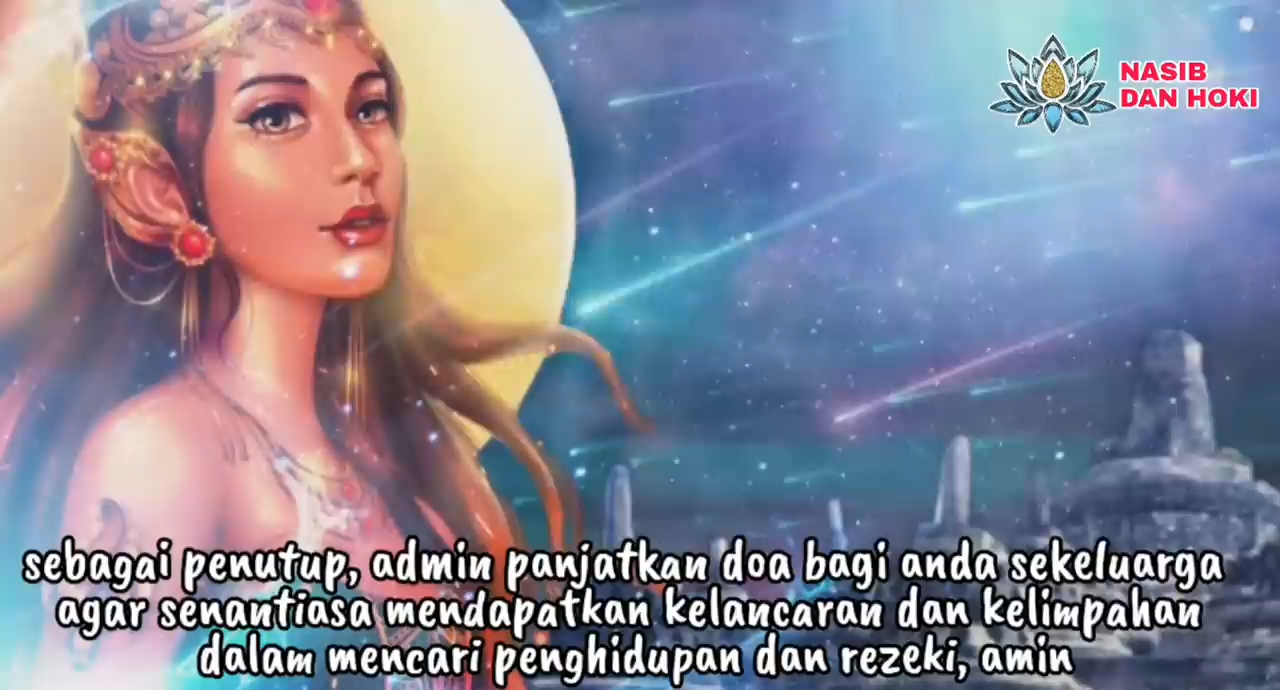 NASIB
DAN HOKI
sebagai penutup, admin panjatkan doa bagi anda sekeluarga
agar senantiasa mendapatkan kelancaran dan kelimpahan
dalam mencari penghidupan dan rezeki, amin